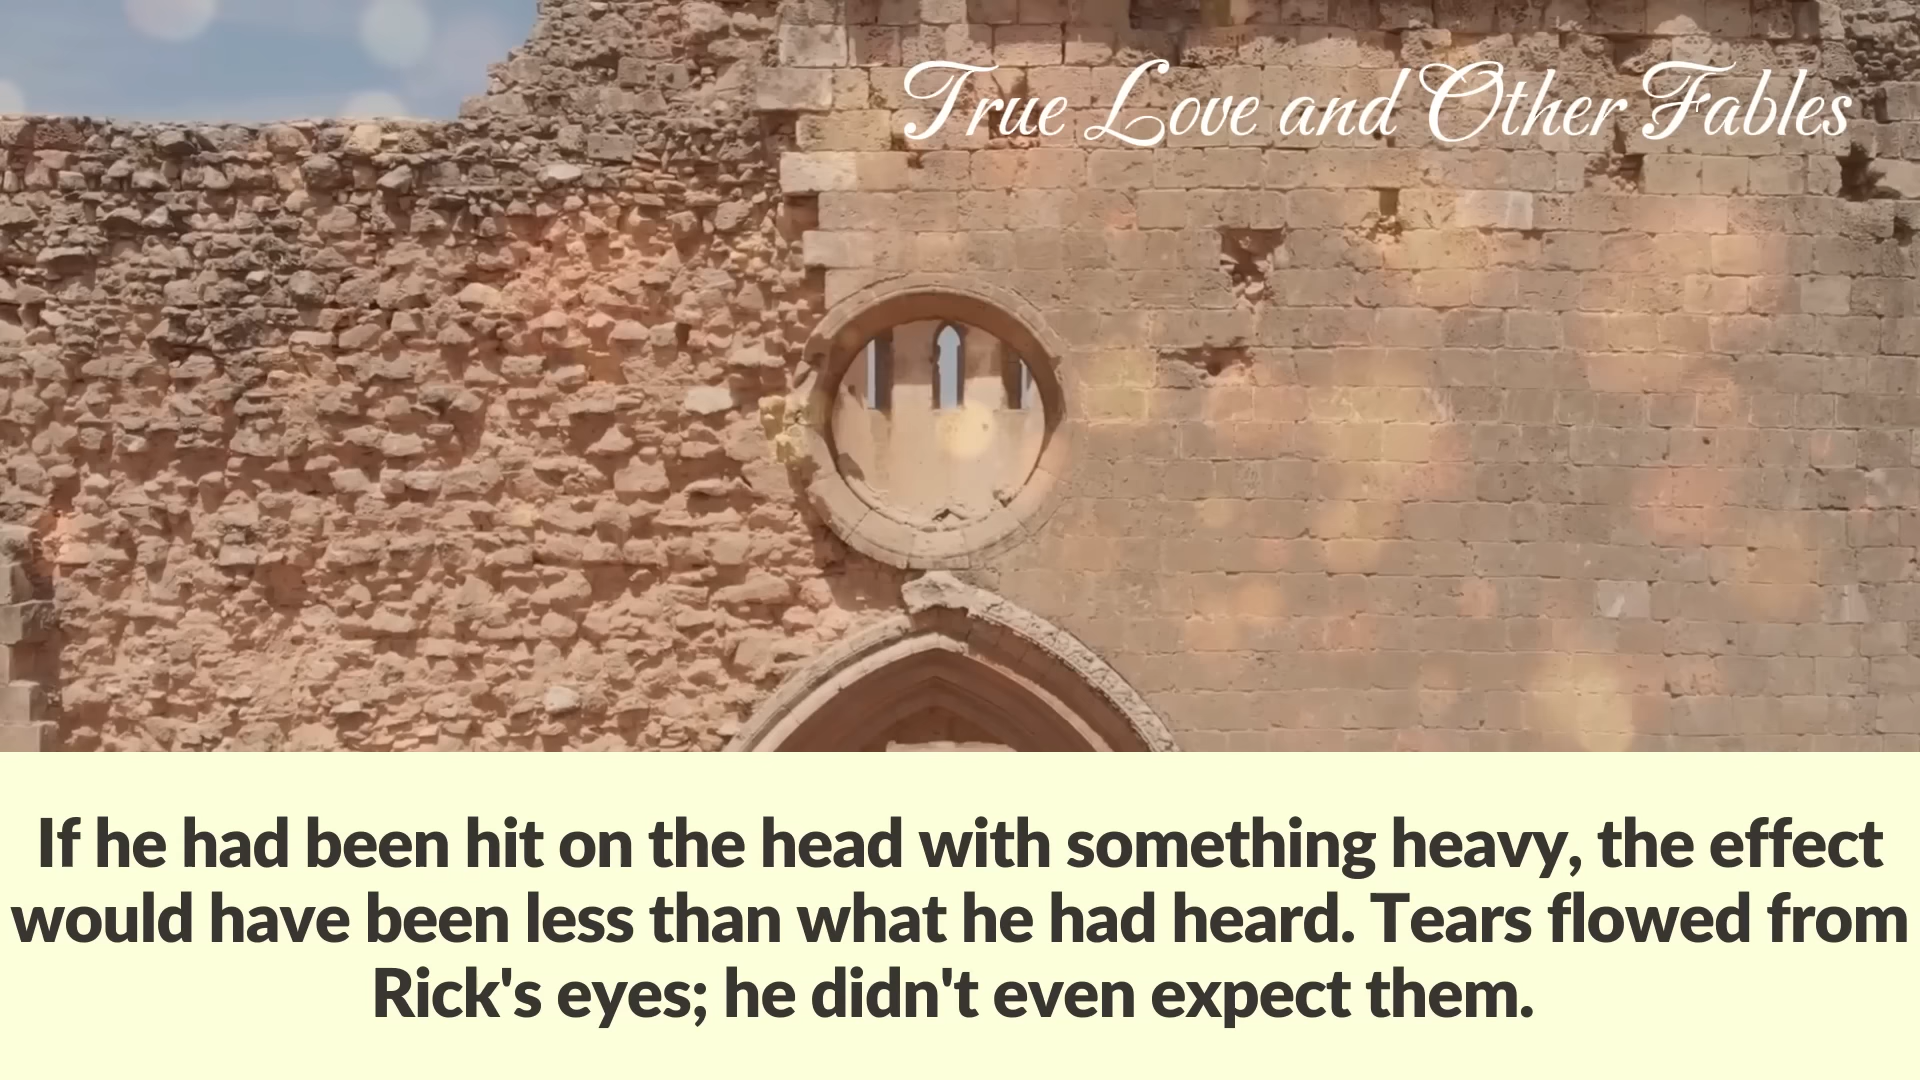 True Love and Other Fables
If he had been hit on the head with something heavy, the effect
would have been less than what he had heard. Tears flowed from
Rick's eyes; he didn't even expect them.